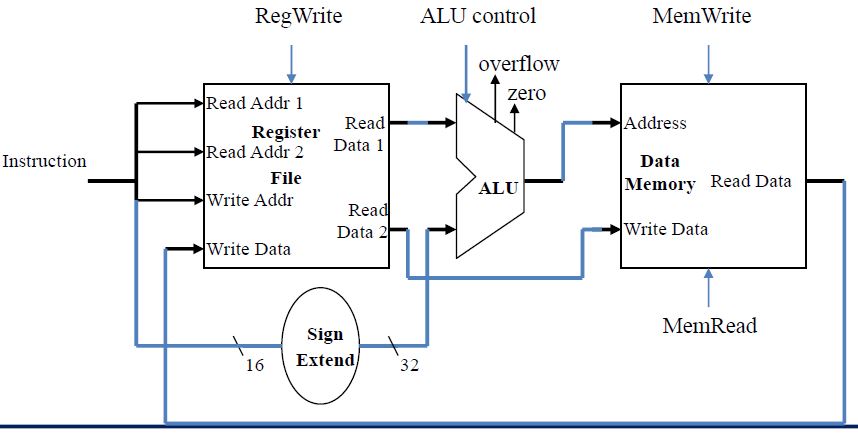 RegWrite
ALU control
MemWrite
overflow
zero
Read Addr 1
Register
Read
Data 1
Address
Instruction
Read Addr 2
File
ALU
Data
Memory
Read Data
Write Addr
Read
Data 2
Write Data
Write Data
Sign
Extend
16
32
MemRead